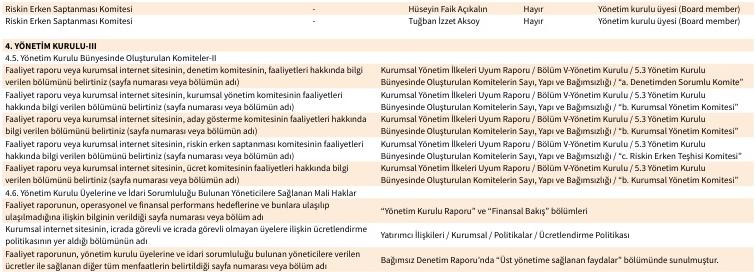 Riskin Erken Saptanması Komitesi - Hüseyin Faik Açıkalın Hayır Yönetim kurulu üyesi (Board member)
Riskin Erken Saptanması Komitesi - Tuğban İzzet Aksoy Hayır Yönetim kurulu üyesi (Board member)
4. YÖNETİM KURULU-III
4.5. Yönetim Kurulu Bünyesinde Oluşturulan Komiteler-II
Faaliyet raporu veya kurumsal internet sitesinin, denetim komitesinin, faaliyetleri hakkında bilgi
verilen bölümünü belirtiniz (sayfa numarası veya bölümün adı)
Kurumsal Yönetim İlkeleri Uyum Raporu / Bölüm V-Yönetim Kurulu / 5.3 Yönetim Kurulu
Bünyesinde Oluşturulan Komitelerin Sayı, Yapı ve Bağımsızlığı / “a. Denetimden Sorumlu Komite”
Faaliyet raporu veya kurumsal internet sitesinin, kurumsal yönetim komitesinin faaliyetleri
hakkında bilgi verilen bölümünü belirtiniz (sayfa numarası veya bölümün adı)
Kurumsal Yönetim İlkeleri Uyum Raporu / Bölüm V-Yönetim Kurulu / 5.3 Yönetim Kurulu
Bünyesinde Oluşturulan Komitelerin Sayı, Yapı ve Bağımsızlığı / “b. Kurumsal Yönetim Komitesi”
Faaliyet raporu veya kurumsal internet sitesinin, aday gösterme komitesinin faaliyetleri hakkında
bilgi verilen bölümünü belirtiniz (sayfa numarası veya bölümün adı)
Kurumsal Yönetim İlkeleri Uyum Raporu / Bölüm V-Yönetim Kurulu / 5.3 Yönetim Kurulu
Bünyesinde Oluşturulan Komitelerin Sayı, Yapı ve Bağımsızlığı / “b. Kurumsal Yönetim Komitesi”
Faaliyet raporu veya kurumsal internet sitesinin, riskin erken saptanması komitesinin faaliyetleri
hakkında bilgi verilen bölümünü belirtiniz (sayfa numarası veya bölümün adı)
Kurumsal Yönetim İlkeleri Uyum Raporu / Bölüm V-Yönetim Kurulu / 5.3 Yönetim Kurulu
Bünyesinde Oluşturulan Komitelerin Sayı, Yapı ve Bağımsızlığı / “c. Riskin Erken Teşhisi Komitesi”
Faaliyet raporu veya kurumsal internet sitesinin, ücret komitesinin faaliyetleri hakkında bilgi
verilen bölümünü belirtiniz (sayfa numarası veya bölümün adı)
Kurumsal Yönetim İlkeleri Uyum Raporu / Bölüm V-Yönetim Kurulu / 5.3 Yönetim Kurulu
Bünyesinde Oluşturulan Komitelerin Sayı, Yapı ve Bağımsızlığı / “b. Kurumsal Yönetim Komitesi”
4.6. Yönetim Kurulu Üyelerine ve İdari Sorumluluğu Bulunan Yöneticilere Sağlanan Mali Haklar
Faaliyet raporunun, operasyonel ve finansal performans hedeflerine ve bunlara ulaşılıp
ulaşılmadığına ilişkin bilginin verildiği sayfa numarası veya bölüm adı
“Yönetim Kurulu Raporu” ve “Finansal Bakış” bölümleri
Kurumsal internet sitesinin, icrada görevli ve icrada görevli olmayan üyelere ilişkin ücretlendirme
politikasının yer aldığı bölümünün adı
Yatırımcı İlişkileri / Kurumsal / Politikalar / Ücretlendirme Politikası
Faaliyet raporunun, yönetim kurulu üyelerine ve idari sorumluluğu bulunan yöneticilere verilen
ücretler ile sağlanan diğer tüm menfaatlerin belirtildiği sayfa numarası veya bölüm adı
Bağımsız Denetim Raporu’nda “Üst yönetime sağlanan faydalar” bölümünde sunulmuştur.